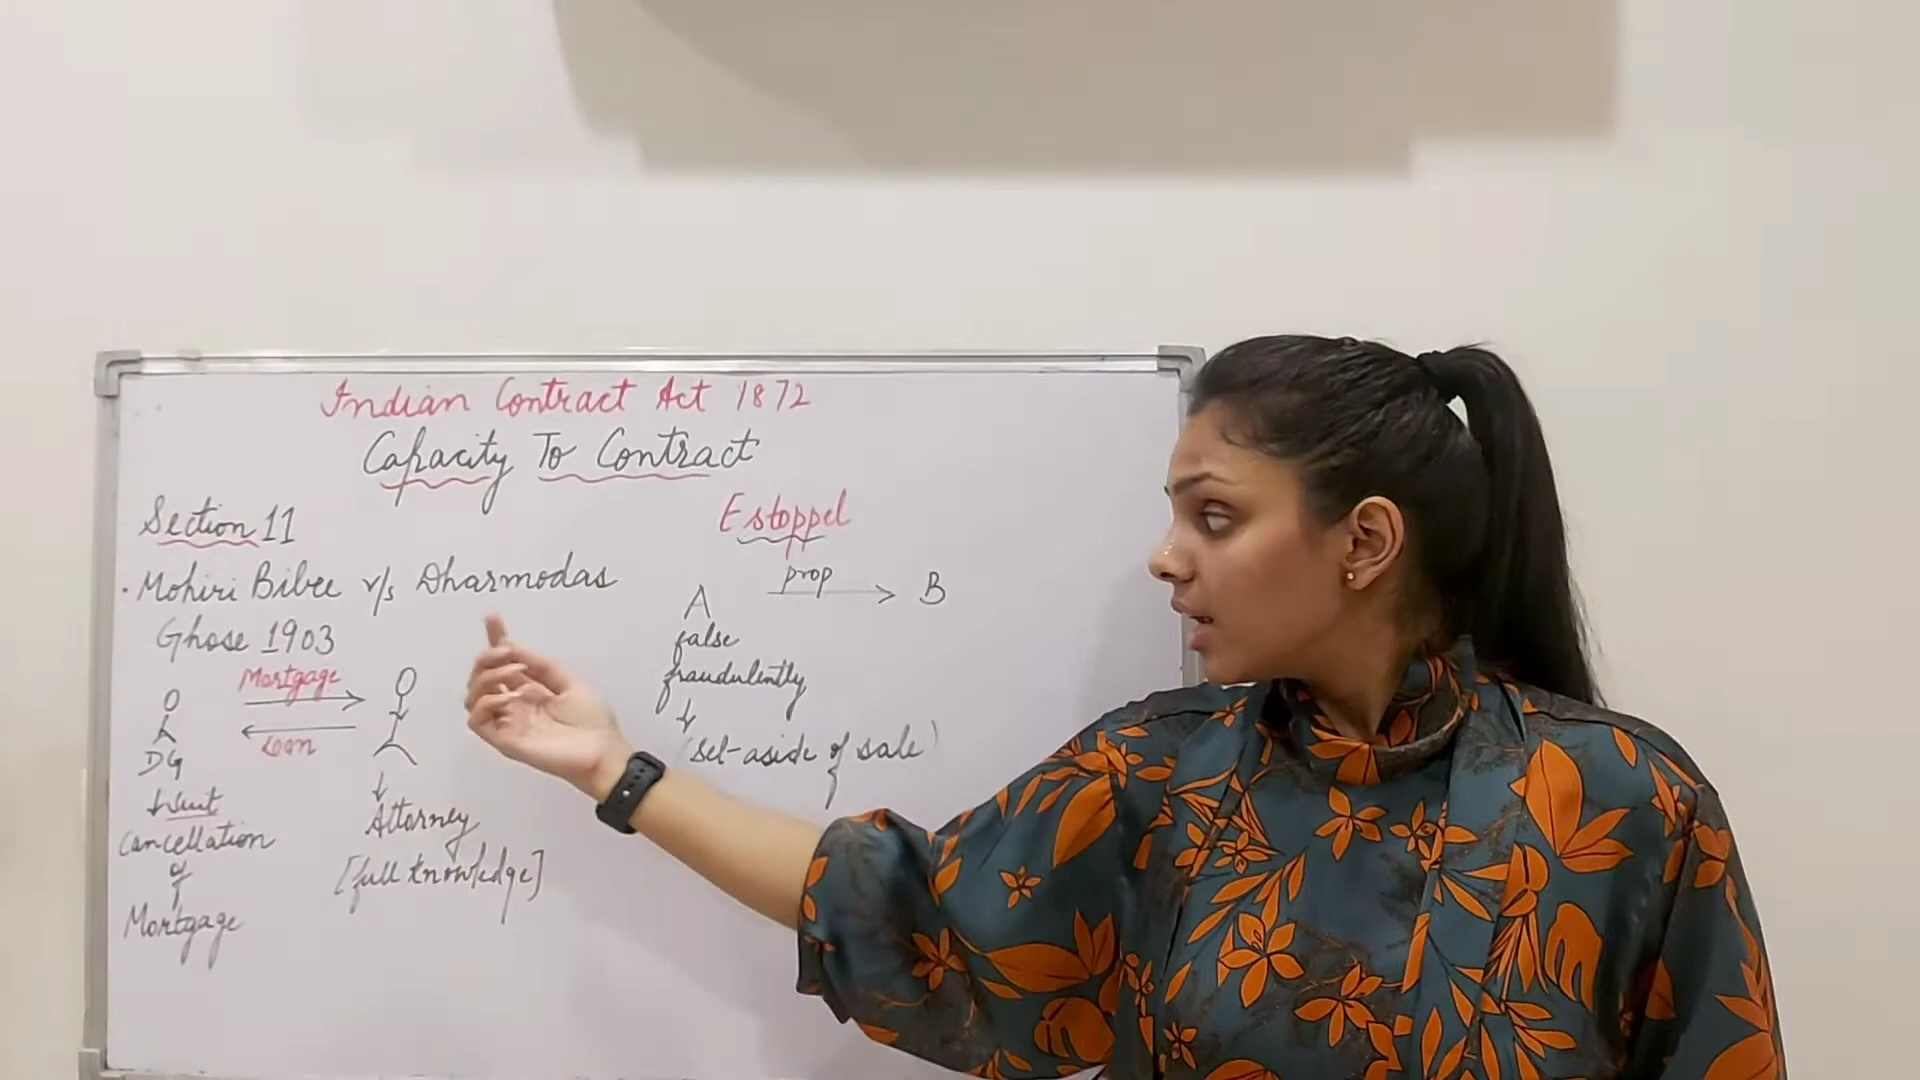 Indian Contract Act 1872
Capacity To Contract
Section 11
• Mohiri Bibee v/s Dharmodas
Ghose 1903
Mortgage
Loan
DG
↓ Suit
Cancellation
of
Mortgage
↓
Attorney
[full knowledge]
Estoppel
A prop → B
false
fraudulently
↓
(set-aside of sale)